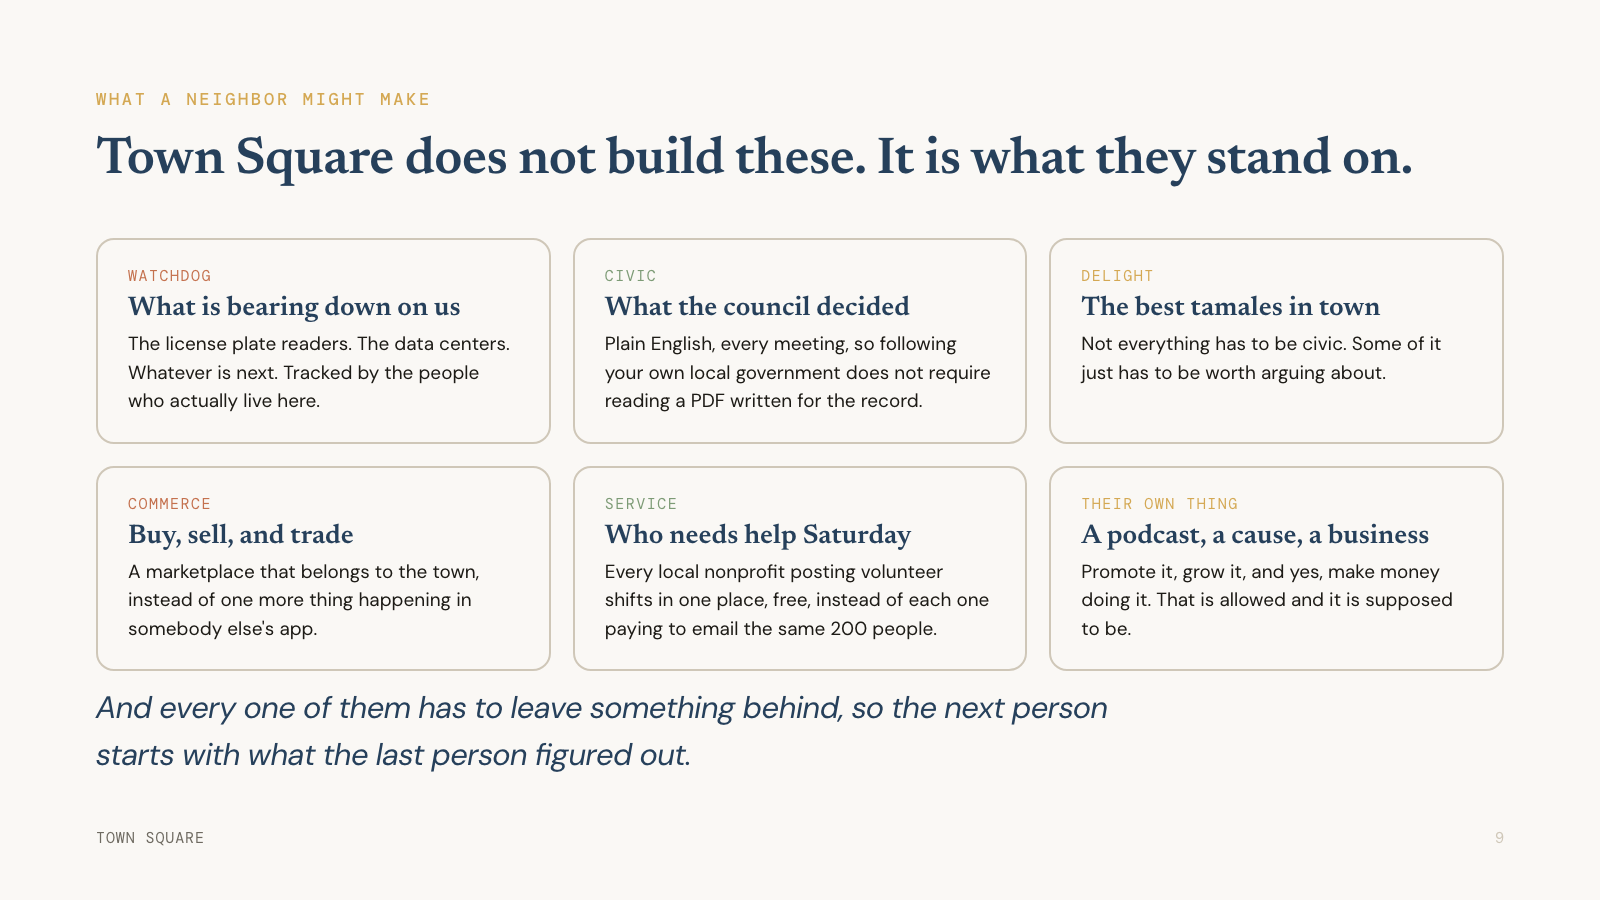 WHAT A NEIGHBOR MIGHT MAKE
Town Square does not build these. It is what they stand on.
WATCHDOG
What is bearing down on us
The license plate readers. The data centers.
Whatever is next. Tracked by the people
who actually live here.
CIVIC
What the council decided
Plain English, every meeting, so following
your own local government does not require
reading a PDF written for the record.
DELIGHT
The best tamales in town
Not everything has to be civic. Some of it
just has to be worth arguing about.
COMMERCE
Buy, sell, and trade
A marketplace that belongs to the town,
instead of one more thing happening in
somebody else's app.
SERVICE
Who needs help Saturday
Every local nonprofit posting volunteer
shifts in one place, free, instead of each one
paying to email the same 200 people.
THEIR OWN THING
A podcast, a cause, a business
Promote it, grow it, and yes, make money
doing it. That is allowed and it is supposed
to be.
And every one of them has to leave something behind, so the next person
starts with what the last person figured out.
TOWN SQUARE
9